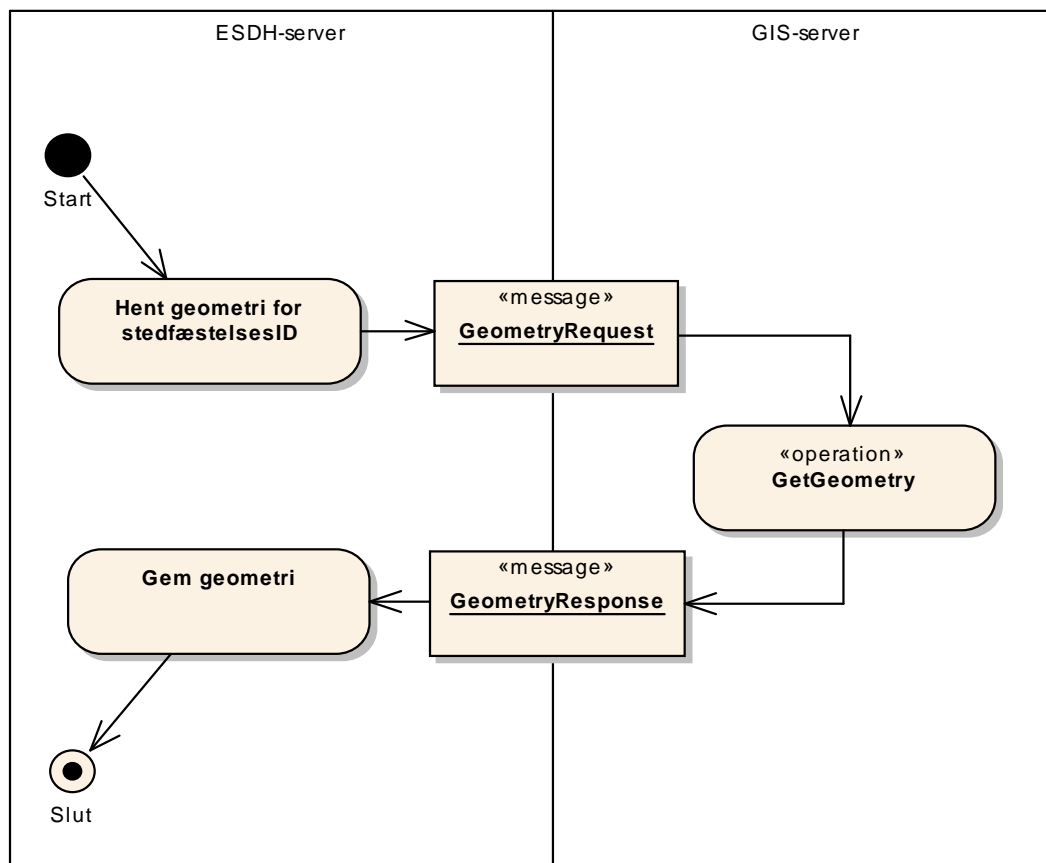 ESDH-server
GIS-server
Start
Hent geometri for
stedfæstelsesID
«message»
GeometryRequest
«operation»
GetGeometry
«message»
GeometryResponse
Gem geometri
Slut